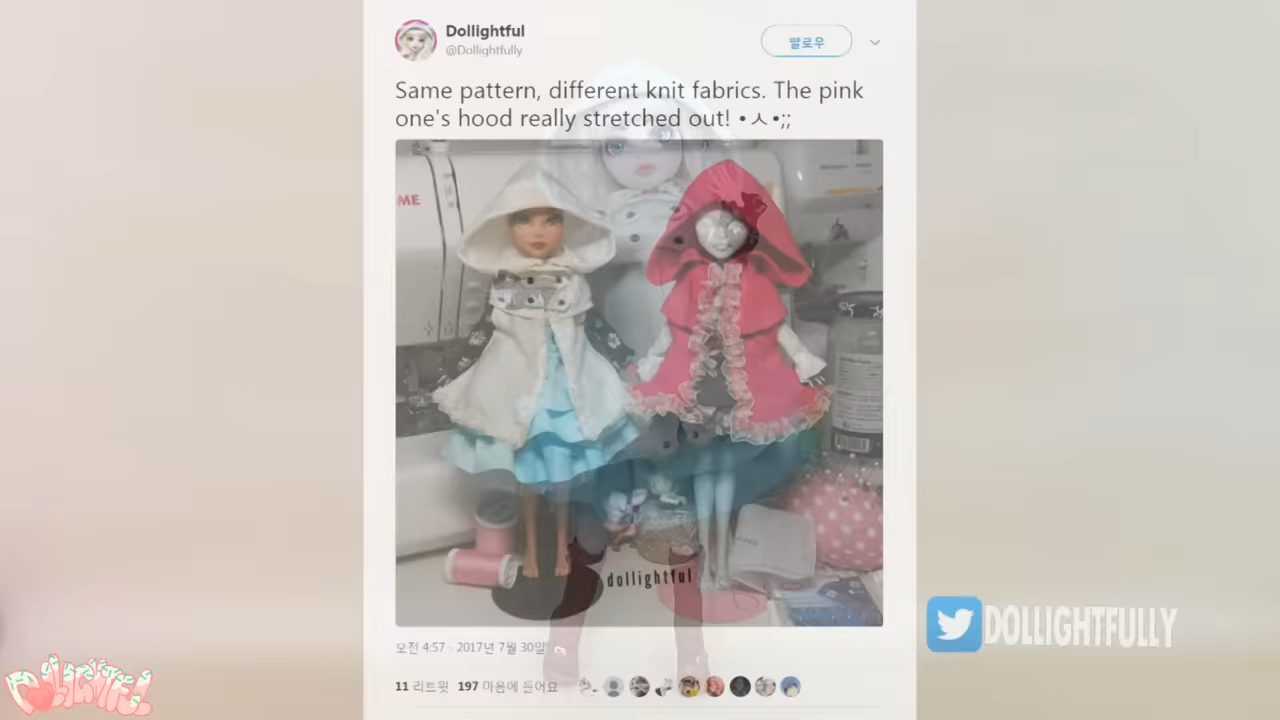 Dollightful
@Dollightfully
팔로우
Same pattern, different knit fabrics. The pink
one's hood really stretched out! •ㅅ•;;
ME
dollightful
오전 4:57 · 2017년 7월 30일
11 리트윗 197 마음에 들어요
DOLLIGHTFULLY